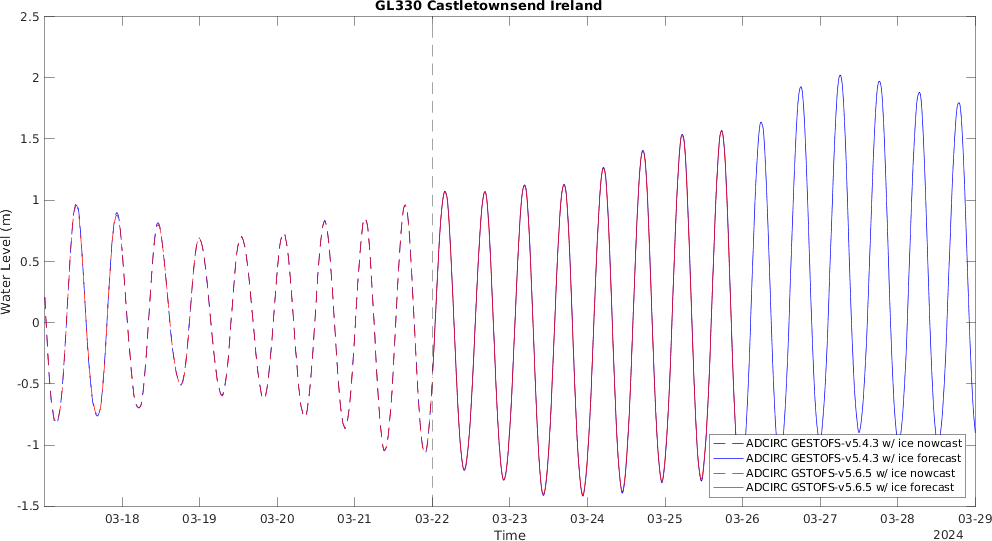 GL330 Castletownsend Ireland
2.5
2
1.5
1
0.5
0
-0.5
-1
-1.5
Water Level (m)
ADCIRC GESTOFS-v5.4.3 w/ ice nowcast
ADCIRC GESTOFS-v5.4.3 w/ ice forecast
ADCIRC GSTOFS-v5.6.5 w/ ice nowcast
ADCIRC GSTOFS-v5.6.5 w/ ice forecast
03-18 03-19 03-20 03-21 03-22 03-23 03-24 03-25 03-26 03-27 03-28 03-29
Time
2024